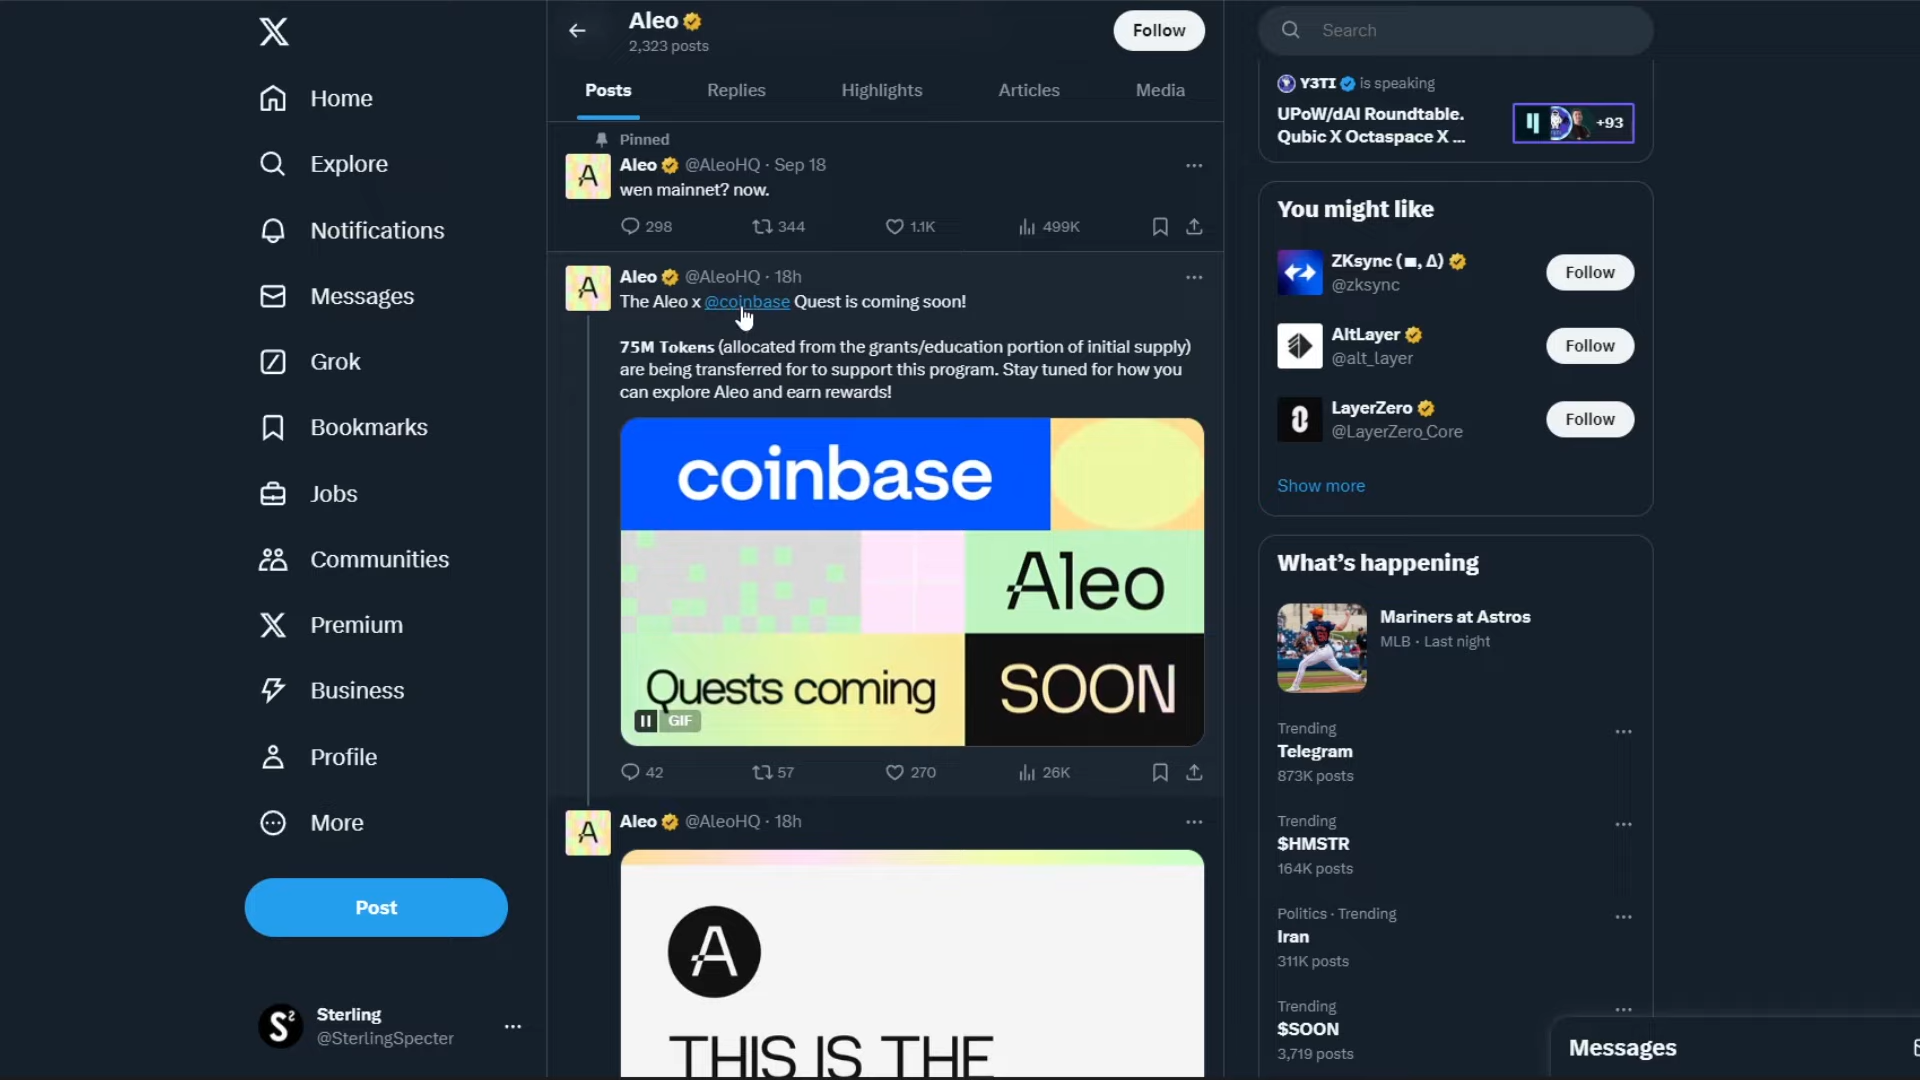 Home
Explore
Notifications
Messages
Grok
Bookmarks
Jobs
Communities
Premium
Business
Profile
More
Post
Sterling
@SterlingSpecter
Aleo
2,323 posts
Follow
Posts Replies Highlights Articles Media
Pinned
Aleo @AleoHQ · Sep 18
wen mainnet? now.
298 344 1.1K 499K
Aleo @AleoHQ · 18h
The Aleo x @coinbase Quest is coming soon!
75M Tokens (allocated from the grants/education portion of initial supply)
are being transferred for to support this program. Stay tuned for how you
can explore Aleo and earn rewards!
coinbase
Aleo
Quests coming SOON
GIF
42 57 270 26K
Aleo @AleoHQ · 18h
A
THIS IS THE
Search
Y3TI is speaking
UPoW/dAI Roundtable.
Qubic X Octaspace X ...
+93
You might like
ZKsync (∎, ∆)
@zksync
Follow
AltLayer
@alt_layer
Follow
LayerZero
@LayerZero_Core
Follow
Show more
What's happening
Mariners at Astros
MLB · Last night
Trending
Telegram
873K posts
Trending
$HMSTR
164K posts
Politics · Trending
Iran
311K posts
Trending
$SOON
3,719 posts
Messages